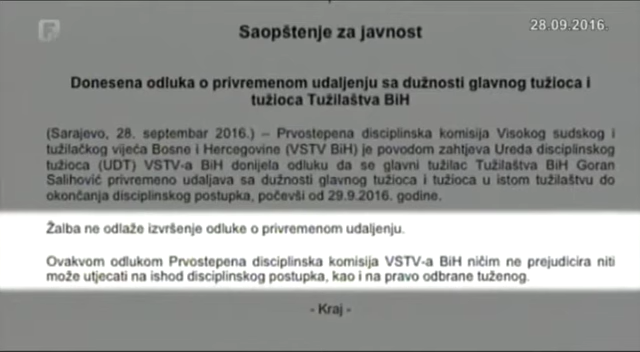 28.09.2016.
Saopštenje za javnost
Donesena odluka o privremenom udaljenju sa dužnosti glavnog tužioca i
tužioca Tužilaštva BiH
(Sarajevo, 28. septembar 2016.) – Prvostepena disciplinska komisija Visokog sudskog i
tužilačkog vijeća Bosne i Hercegovine (VSTV BiH) je povodom zahtjeva Ureda disciplinskog
tužioca (UDT) VSTV-a BiH donijela odluku da se glavni tužilac Tužilaštva BiH Goran
Salihović privremeno udaljava sa dužnosti glavnog tužioca i tužioca u istom tužilaštvu do
okončanja disciplinskog postupka, počevši od 29.9.2016. godine.
Žalba ne odlaže izvršenje odluke o privremenom udaljenju.
Ovakvom odlukom Prvostepena disciplinska komisija VSTV-a BiH ničim ne prejudicira niti
može utjecati na ishod disciplinskog postupka, kao i na pravo odbrane tuženog.
- Kraj -